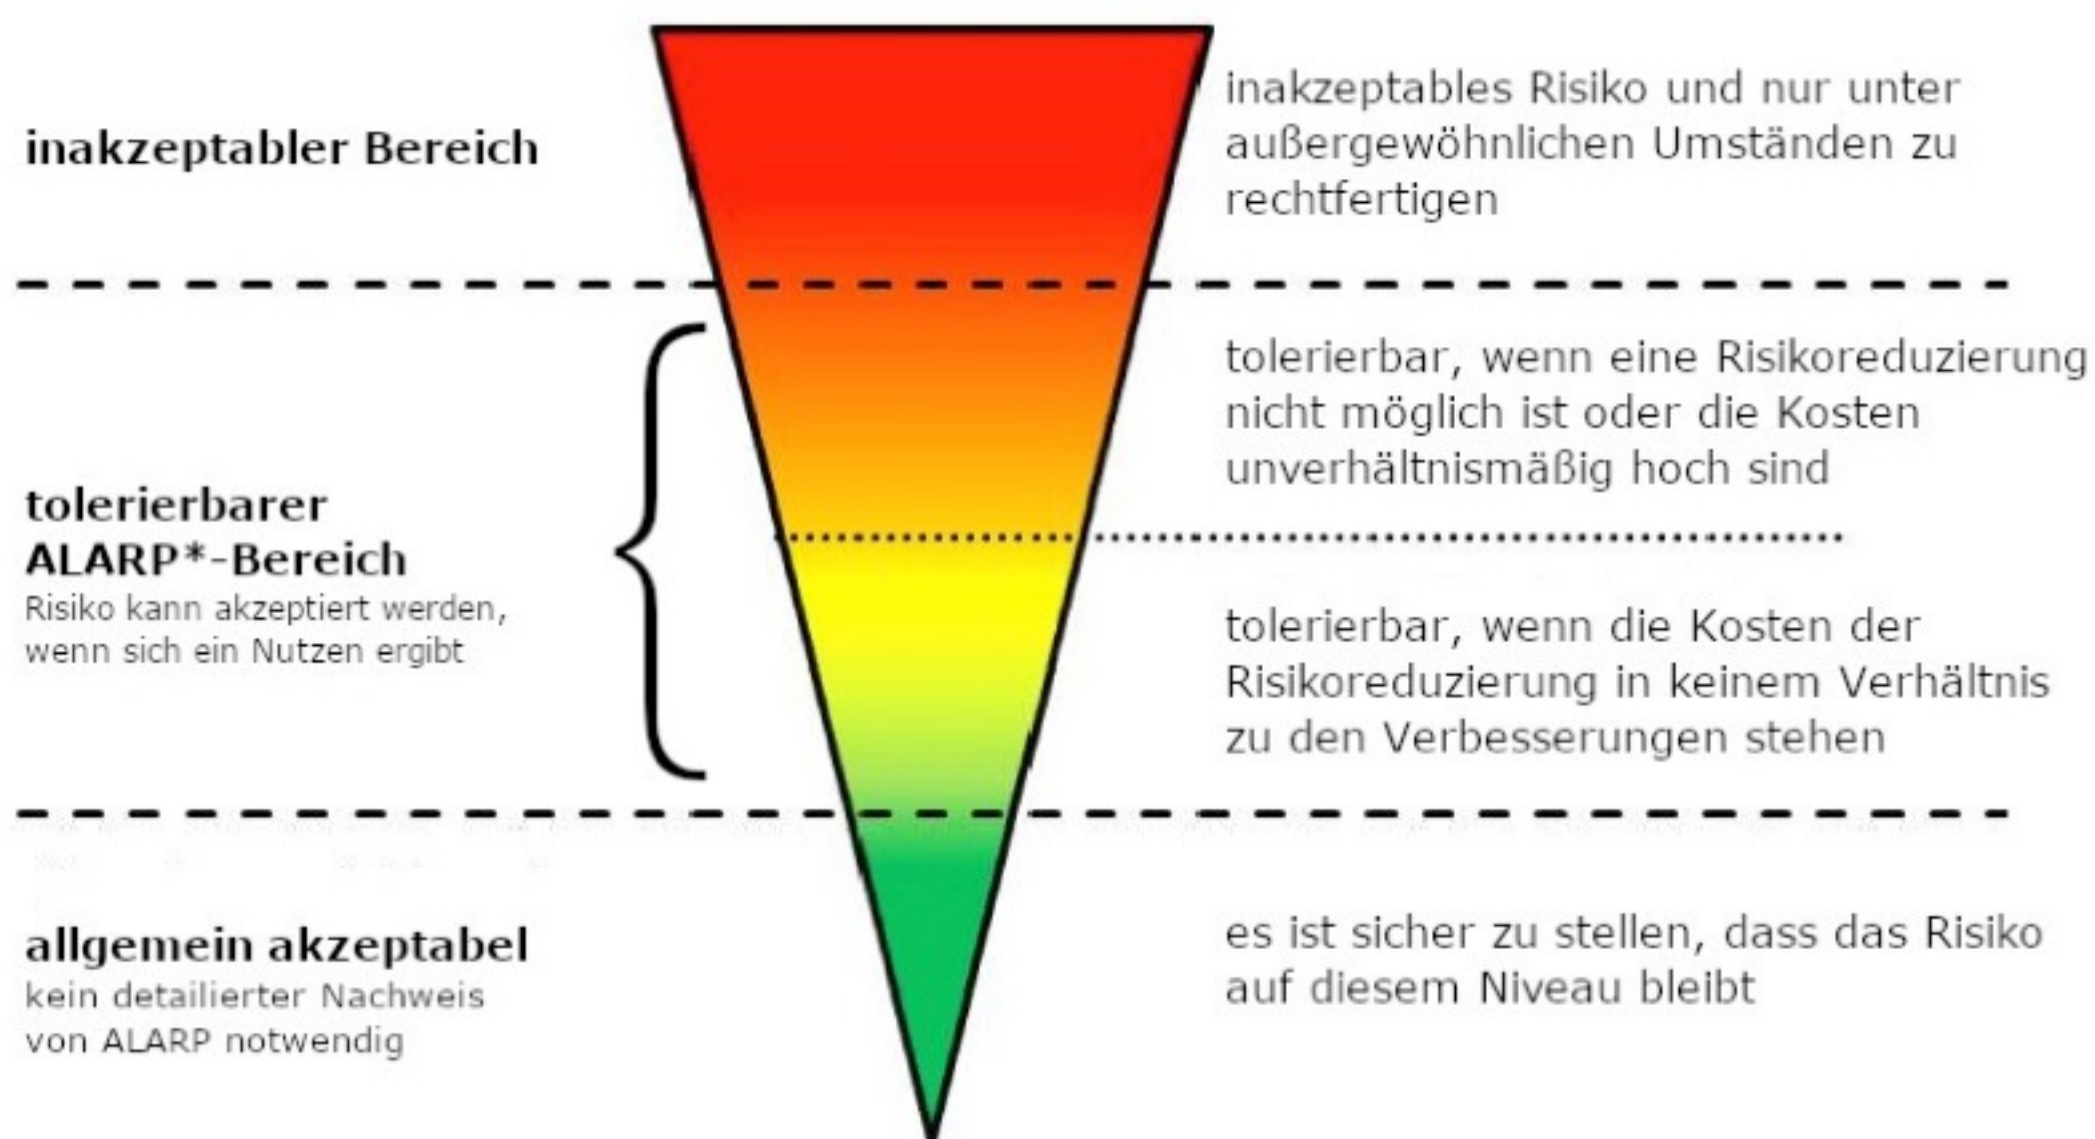 inakzeptabler Bereich
inakzeptables Risiko und nur unter
außergewöhnlichen Umständen zu
rechtfertigen
tolerierbarer
ALARP*-Bereich
Risiko kann akzeptiert werden,
wenn sich ein Nutzen ergibt
tolerierbar, wenn eine Risikoreduzierung
nicht möglich ist oder die Kosten
unverhältnismäßig hoch sind
tolerierbar, wenn die Kosten der
Risikoreduzierung in keinem Verhältnis
zu den Verbesserungen stehen
allgemein akzeptabel
kein detailierter Nachweis
von ALARP notwendig
es ist sicher zu stellen, dass das Risiko
auf diesem Niveau bleibt